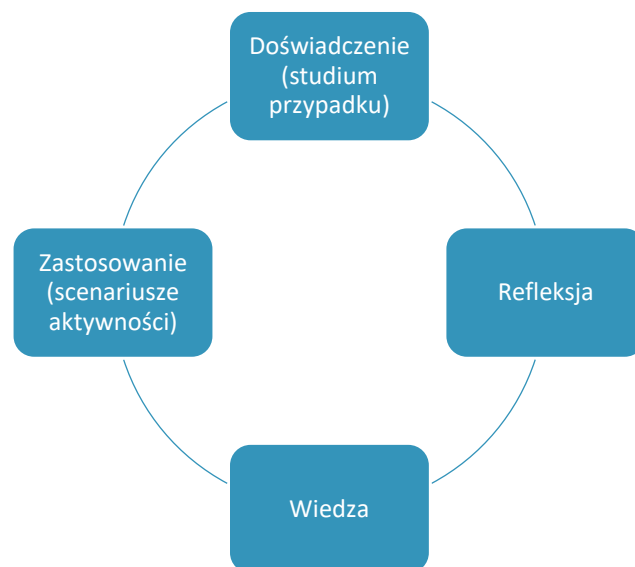 Doświadczenie
(studium
przypadku)
Zastosowanie
(scenariusze
aktywności)
Refleksja
Wiedza